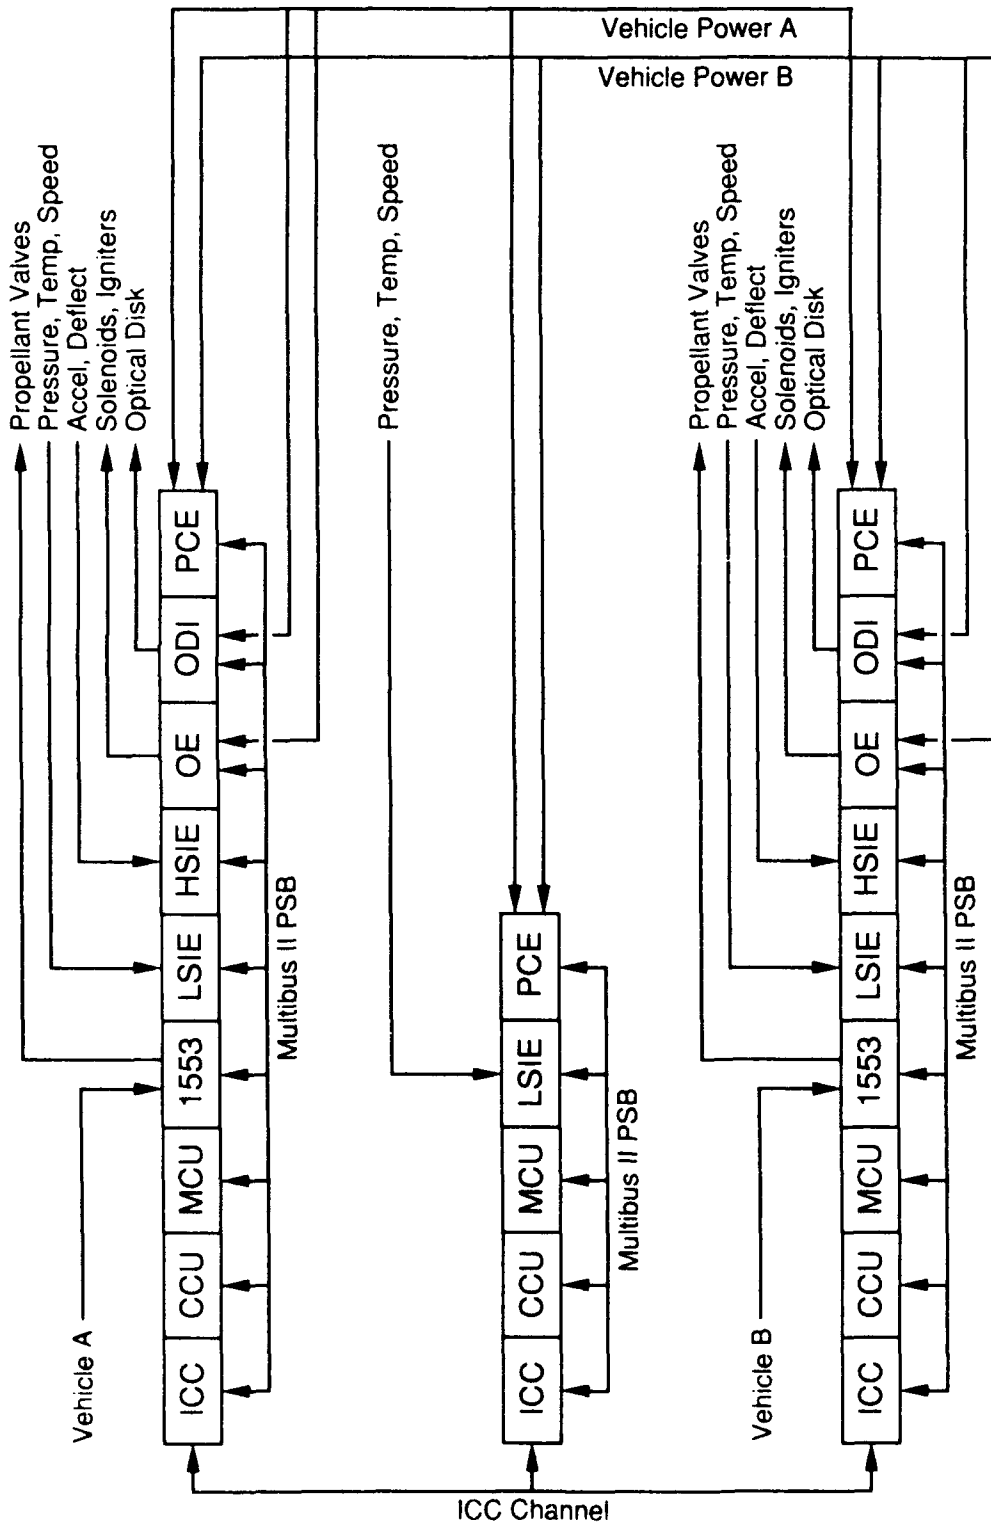 Vehicle Power A
Vehicle Power B
Propellant Valves
Pressure, Temp, Speed
Accel, Deflect
Solenoids, Igniters
Optical Disk
Vehicle A
ICC CCU MCU 1553 LSIE HSIE OE ODI PCE
Multibus II PSB
Pressure, Temp, Speed
ICC CCU MCU LSIE PCE
Multibus II PSB
Propellant Valves
Pressure, Temp, Speed
Accel, Deflect
Solenoids, Igniters
Optical Disk
Vehicle B
ICC CCU MCU 1553 LSIE HSIE OE ODI PCE
Multibus II PSB
ICC Channel